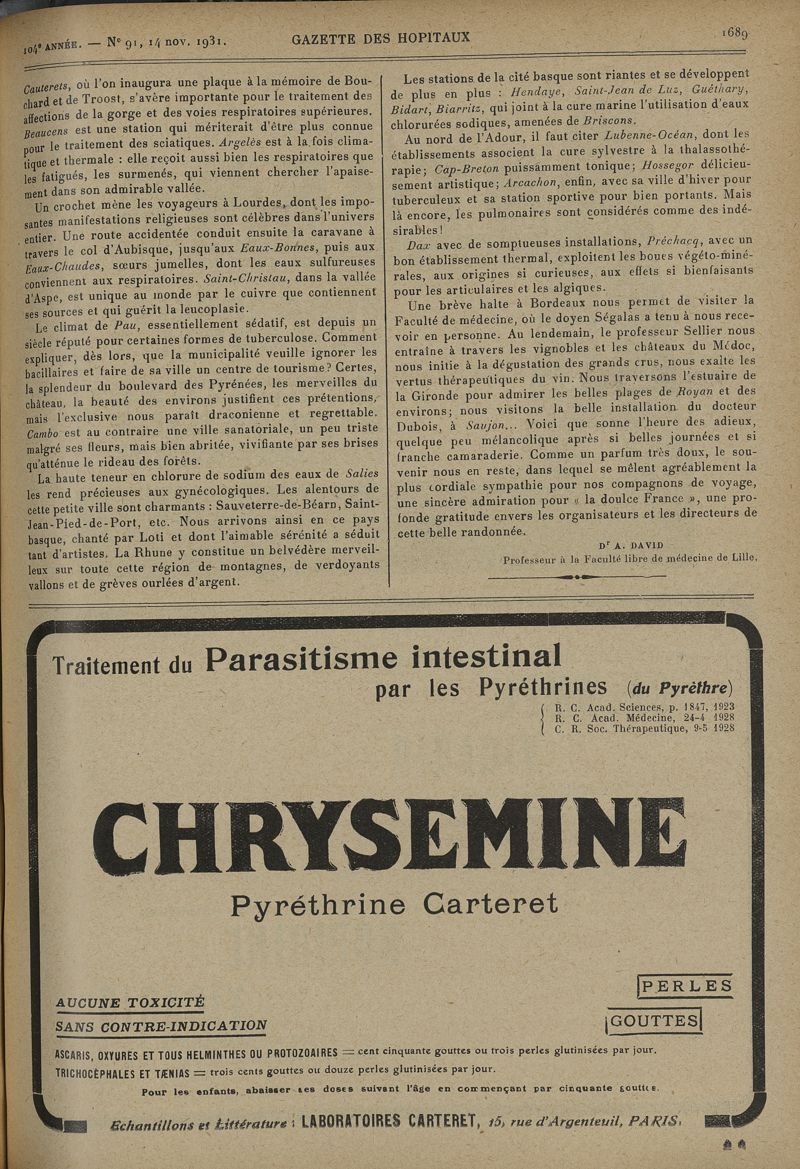 104e ANNÉE. — N° 91, 14 nov. 1931.
GAZETTE DES HOPITAUX
1689
Cauterets, où l'on inaugura une plaque à la mémoire de Bou-
chard et de Troost, s'avère importante pour le traitement des
affections de la gorge et des voies respiratoires supérieures.
Beaucens est une station qui mériterait d'être plus connue
pour le traitement des sciatiques. Argelès est à la fois clima-
tique et thermale : elle reçoit aussi bien les respiratoires que
les fatigués, les surmenés, qui viennent chercher l'apaise-
ment dans son admirable vallée.
Un crochet mène les voyageurs à Lourdes, dont les impo-
santes manifestations religieuses sont célèbres dans l'univers
entier. Une route accidentée conduit ensuite la caravane à
travers le col d'Aubisque, jusqu'aux Eaux-Bonnes, puis aux
Eaux-Chaudes, sœurs jumelles, dont les eaux sulfureuses
conviennent aux respiratoires. Saint-Christau, dans la vallée
d'Aspe, est unique au monde par le cuivre que contiennent
ses sources et qui guérit la leucoplasie.
Le climat de Pau, essentiellement sédatif, est depuis un
siècle réputé pour certaines formes de tuberculose. Comment
expliquer, dès lors, que la municipalité veuille ignorer les
bacillaires et faire de sa ville un centre de tourisme? Certes,
la splendeur du boulevard des Pyrénées, les merveilles du
château, la beauté des environs justifient ces prétentions,
mais l'exclusive nous paraît draconienne et regrettable.
Cambo est au contraire une ville sanatoriale, un peu triste
malgré ses fleurs, mais bien abritée, vivifiante par ses brises
qu'atténue le rideau des forêts.
La haute teneur en chlorure de sodium des eaux de Salies
les rend précieuses aux gynécologiques. Les alentours de
cette petite ville sont charmants : Sauveterre-de-Béarn, Saint-
Jean-Pied-de-Port, etc. Nous arrivons ainsi en ce pays
basque, chanté par Loti et dont l'aimable sérénité a séduit
tant d'artistes. La Rhune y constitue un belvédère merveil-
leux sur toute cette région de montagnes, de verdoyants
vallons et de grèves ourlées d'argent.
Les stations de la cité basque sont riantes et se développent
de plus en plus : Hendaye, Saint-Jean de Luz, Guéthary,
Bidart, Biarritz, qui joint à la cure marine l'utilisation d'eaux
chlorurées sodiques, amenées de Briscons.
Au nord de l'Adour, il faut citer Lubenne-Océan, dont les
établissements associent la cure sylvestre à la thalassothé-
rapie; Cap-Breton puissamment tonique; Hossegor délicieu-
sement artistique; Arcachon, enfin, avec sa ville d'hiver pour
tuberculeux et sa station sportive pour bien portants. Mais
là encore, les pulmonaires sont considérés comme des indé-
sirables!
Dax avec de somptueuses installations, Préchacq, avec un
bon établissement thermal, exploitent les boues végéto-miné-
rales, aux origines si curieuses, aux effets si bienfaisants
pour les articulaires et les algiques.
Une brève halte à Bordeaux nous permet de visiter la
Faculté de médecine, où le doyen Ségalas a tenu à nous rece-
voir en personne. Au lendemain, le professeur Sellier nous
entraîne à travers les vignobles et les châteaux du Médoc,
nous initie à la dégustation des grands crus, nous exalte les
vertus thérapeutiques du vin. Nous traversons l'estuaire de
la Gironde pour admirer les belles plages de Royan et des
environs; nous visitons la belle installation du docteur
Dubois, à Saujon... Voici que sonne l'heure des adieux,
quelque peu mélancolique après si belles journées et si
franche camaraderie. Comme un parfum très doux, le sou-
venir nous en reste, dans lequel se mêlent agréablement la
plus cordiale sympathie pour nos compagnons de voyage,
une sincère admiration pour « la doulce France », une pro-
fonde gratitude envers les organisateurs et les directeurs de
cette belle randonnée.
Dr A. DAVID
Professeur à la Faculté libre de médecine de Lille.
Traitement du Parasitisme intestinal
par les Pyréthrines (du Pyrèthre)
R. C. Acad. Sciences, p. 1847, 1923
R. C. Acad. Médecine, 24-4 1928
C. R. Soc. Thérapeutique, 9-5 1928
CHRYSEMINE
Pyréthrine Carteret
AUCUNE TOXICITÉ
SANS CONTRE-INDICATION
PERLES
GOUTTES
ASCARIS, OXYURES ET TOUS HELMINTHES OU PROTOZOAIRES = cent cinquante gouttes ou trois perles glutinisées par jour.
TRICHOCÉPHALES ET TÆNIAS = trois cents gouttes ou douze perles glutinisées par jour.
Pour les enfants, abaisser les doses suivant l'âge en commençant par cinquante gouttes.
Echantillons et Littérature : LABORATOIRES CARTERET, 15, rue d'Argenteuil, PARIS.